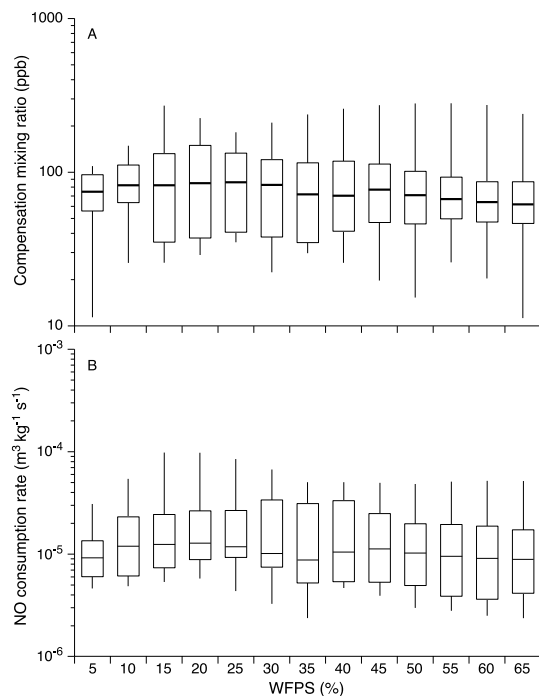 1000
A
100
10
Compensation mixing ratio (ppb)
10⁻³
B
10⁻⁴
10⁻⁵
10⁻⁶
NO consumption rate (m³ kg⁻¹ s⁻¹)
5 10 15 20 25 30 35 40 45 50 55 60 65
WFPS (%)